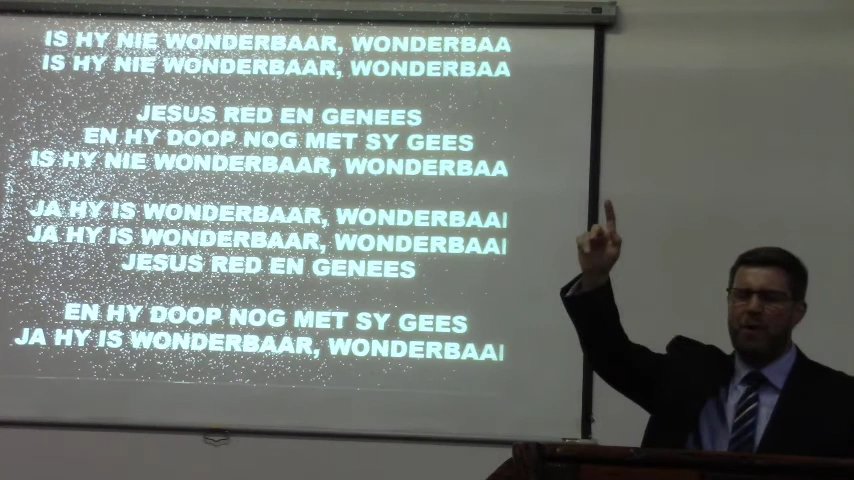 IS HY NIE WONDERBAAR, WONDERBAA
IS HY NIE WONDERBAAR, WONDERBAA
JESUS RED EN GENEES
EN HY DOOP NOG MET SY GEES
IS HY NIE WONDERBAAR, WONDERBAA
JA HY IS WONDERBAAR, WONDERBAA
JA HY IS WONDERBAAR, WONDERBAA
JESUS RED EN GENEES
EN HY DOOP NOG MET SY GEES
JA HY IS WONDERBAAR, WONDERBAA